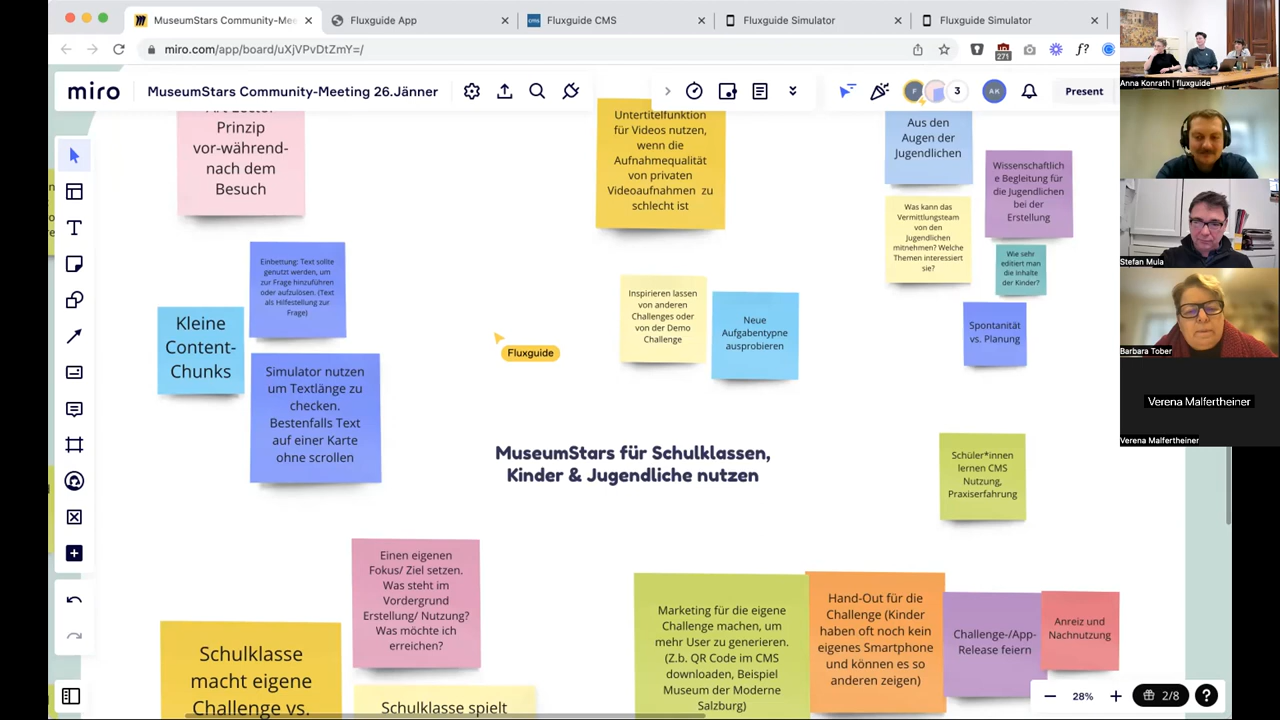 MuseumStars Community-Mee
Fluxguide App
Fluxguide CMS
Fluxguide Simulator
Fluxguide Simulator
miro.com/app/board/uXjVPvDtZmY=/
271
f?
miro
MuseumStars Community-Meeting 26.Jänne
F
3
AK
Present
Prinzip
vor-während-
nach dem
Besuch
Untertitelfunktion
für Videos nutzen,
wenn die
Aufnahmequalität
von privaten
Videoaufnahmen zu
schlecht ist
Aus den
Augen der
Jugendlichen
Wissenschaftlich
e Begleitung für
die Jugendlichen
bei der
Erstellung
Was kann das
Vermittlungsteam
von den
Jugendlichen
mitnehmen? Welche
Themen interessiert
sie?
Wie sehr
editiert man
die Inhalte
der Kinder?
Spontanität
vs. Planung
Einbettung: Text sollte
genutzt werden, um
zur Frage hinzuführen
oder aufzulösen. (Text
als Hilfestellung zur
Frage)
Kleine
Content-
Chunks
Simulator nutzen
um Textlänge zu
checken.
Bestenfalls Text
auf einer Karte
ohne scrollen
Inspirieren lassen
von anderen
Challenges oder
von der Demo
Challenge
Neue
Aufgabentypne
ausprobieren
Fluxguide
MuseumStars für Schulklassen,
Kinder & Jugendliche nutzen
Schüler*innen
lernen CMS
Nutzung,
Praxiserfahrung
Einen eigenen
Fokus/ Ziel setzen.
Was steht im
Vordergrund
Erstellung/ Nutzung?
Was möchte ich
erreichen?
Schulklasse
macht eigene
Challenge vs.
Schulklasse spielt
Marketing für die eigene
Challenge machen, um
mehr User zu generieren.
(Z.b. QR Code im CMS
downloaden, Beispiel
Museum der Moderne
Salzburg)
Hand-Out für die
Challenge (Kinder
haben oft noch kein
eigenes Smartphone
und können es so
anderen zeigen)
Challenge-/App-
Release feiern
Anreiz und
Nachnutzung
28%
2/8
Anna Konrath | fluxguide
Stefan Mula
Barbara Tober
Verena Malfertheiner
Verena Malfertheiner